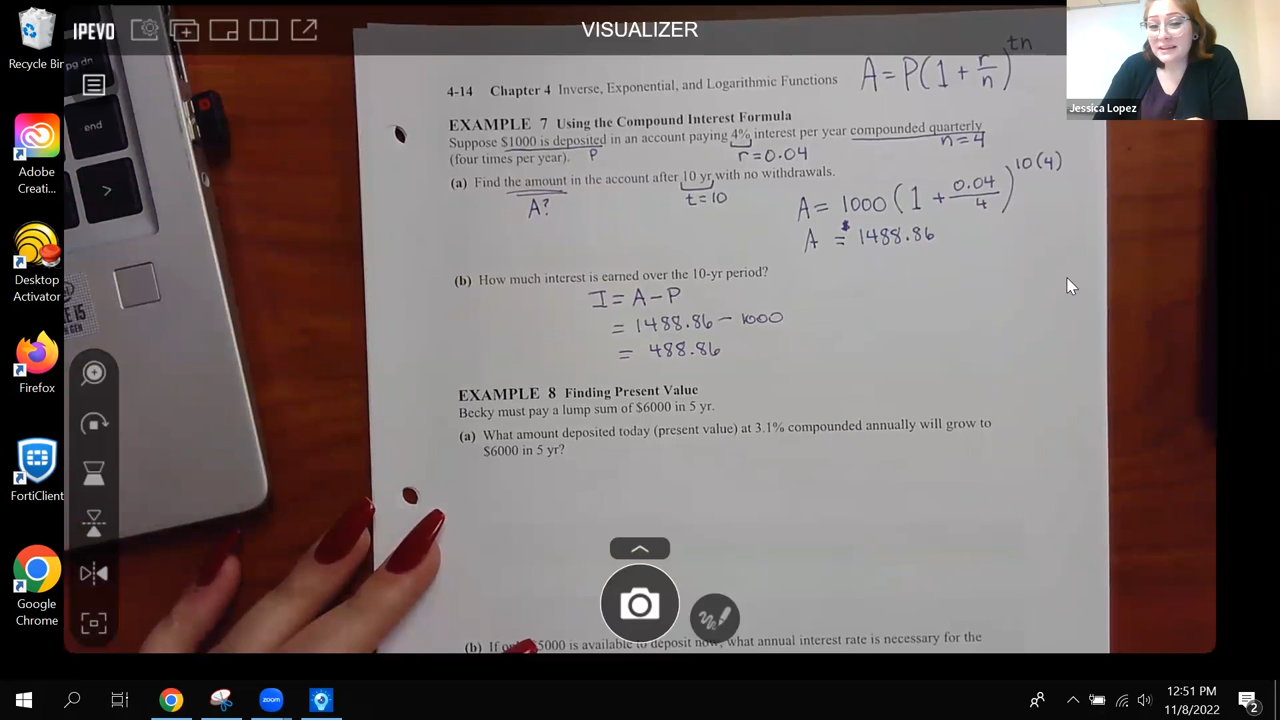 VISUALIZER
IPEVO
Recycle Bin
Adobe
Creati...
Desktop
Activator
Firefox
FortiClient
Google
Chrome
pg dn
end
Jessica Lopez
A = P(1 + r/n)^tn
4-14 Chapter 4 Inverse, Exponential, and Logarithmic Functions
EXAMPLE 7 Using the Compound Interest Formula
Suppose $1000 is deposited in an account paying 4% interest per year compounded quarterly
(four times per year).
P
r = 0.04
n = 4
(a) Find the amount in the account after 10 yr with no withdrawals.
A?
t = 10
A = 1000 (1 + 0.04/4)^10(4)
A = $1488.86
(b) How much interest is earned over the 10-yr period?
I = A - P
= 1488.86 - 1000
= 488.86
EXAMPLE 8 Finding Present Value
Becky must pay a lump sum of $6000 in 5 yr.
(a) What amount deposited today (present value) at 3.1% compounded annually will grow to
$6000 in 5 yr?
(b) If 5000 is available to deposit now, what annual interest rate is necessary for the
12:51 PM
11/8/2022
zoom
2